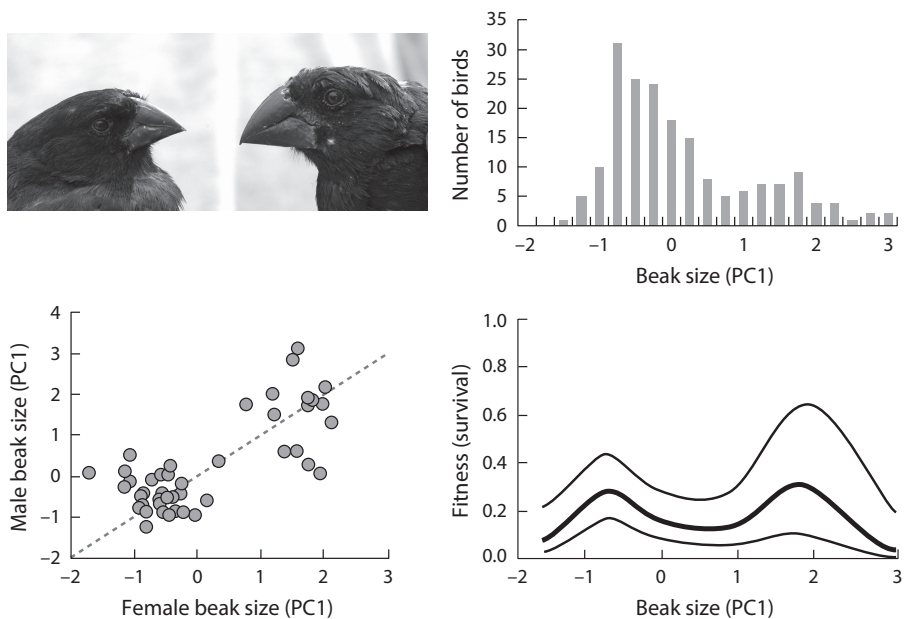 35
30
25
20
15
10
5
0
Number of birds
−2 −1 0 1 2 3
Beak size (PC1)
4
3
2
1
0
−1
−2
Male beak size (PC1)
−2 −1 0 1 2 3
Female beak size (PC1)
1.0
0.8
0.6
0.4
0.2
0.0
Fitness (survival)
−2 −1 0 1 2 3
Beak size (PC1)